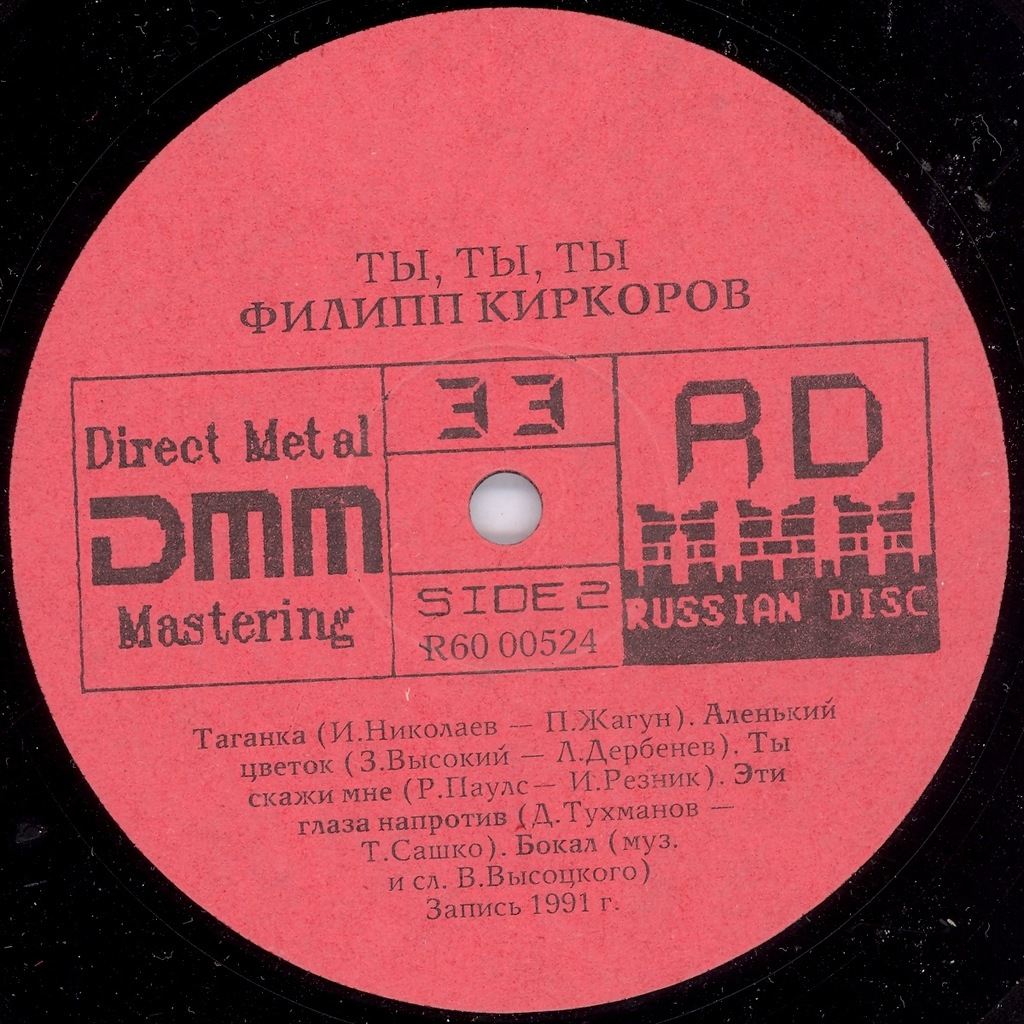 ТЫ, ТЫ, ТЫ
ФИЛИПП КИРКОРОВ
Direct Metal
DMM
Mastering
33
SIDE 2
R60 00524
RD
RUSSIAN DISC
Таганка (И.Николаев — П.Жагун). Аленький
цветок (З.Высокий — Л.Дербенев). Ты
скажи мне (Р.Паулс— И.Резник). Эти
глаза напротив (Д.Тухманов —
Т.Сашко). Бокал (муз.
и сл. В.Высоцкого)
Запись 1991 г.